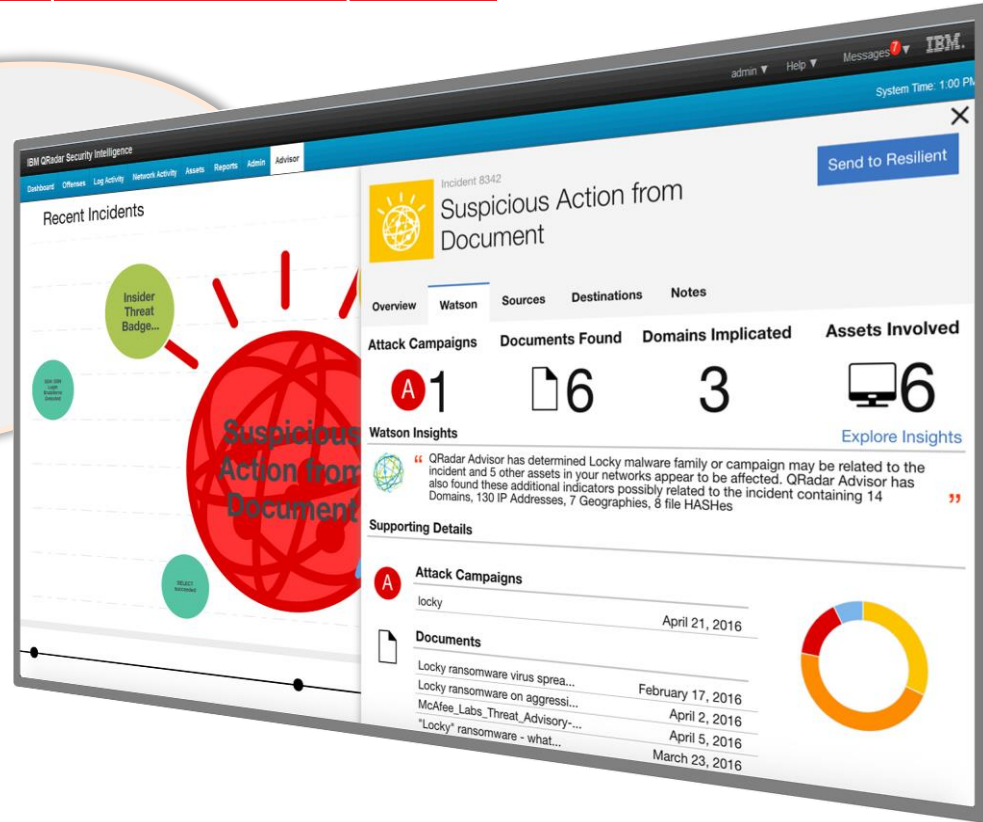 admin ▼ Help ▼ Messages 7 ▼ IBM.
IBM QRadar Security Intelligence
System Time: 1:00 PM
Dashboard Offenses Log Activity Network Activity Assets Reports Admin Advisor
Recent Incidents
Insider
Threat
Badge...
Suspicious
Action from
Document
SELECT
succeeded
Incident 8342
Suspicious Action from
Document
Send to Resilient
Overview Watson Sources Destinations Notes
Attack Campaigns Documents Found Domains Implicated Assets Involved
A 1 6 3 6
Explore Insights
Watson Insights
“ QRadar Advisor has determined Locky malware family or campaign may be related to the
incident and 5 other assets in your networks appear to be affected. QRadar Advisor has
also found these additional indicators possibly related to the incident containing 14
Domains, 130 IP Addresses, 7 Geographies, 8 file HASHes ”
Supporting Details
A Attack Campaigns
locky April 21, 2016
Documents
Locky ransomware virus sprea... February 17, 2016
Locky ransomware on aggressi... April 2, 2016
McAfee_Labs_Threat_Advisory-... April 5, 2016
"Locky" ransomware - what... March 23, 2016